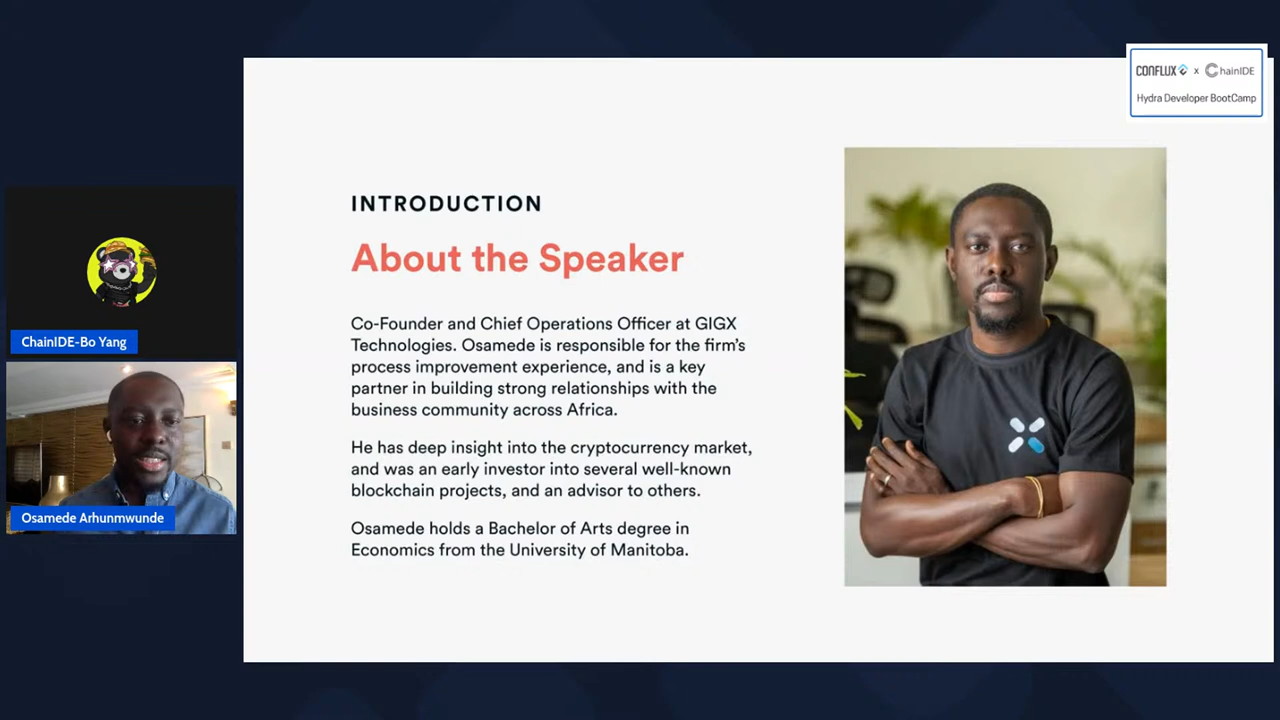 CONFLUX x ChainIDE
Hydra Developer BootCamp
INTRODUCTION
About the Speaker
Co-Founder and Chief Operations Officer at GIGX
Technologies. Osamede is responsible for the firm’s
process improvement experience, and is a key
partner in building strong relationships with the
business community across Africa.
He has deep insight into the cryptocurrency market,
and was an early investor into several well-known
blockchain projects, and an advisor to others.
Osamede holds a Bachelor of Arts degree in
Economics from the University of Manitoba.
ChainIDE-Bo Yang
Osamede Arhunmwunde